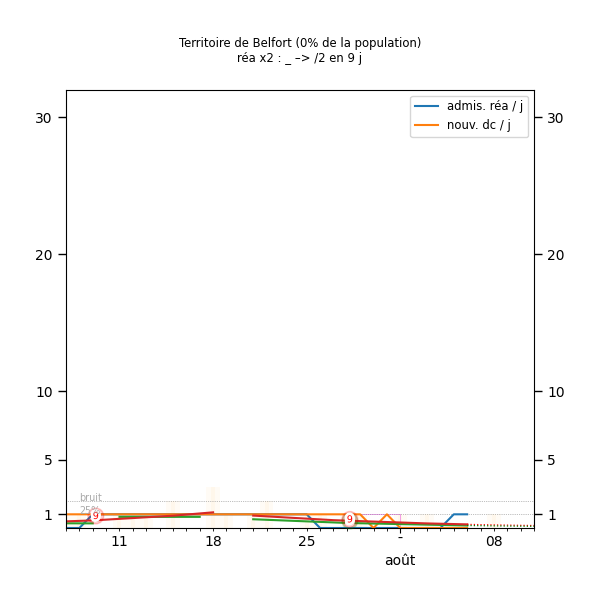 Territoire de Belfort (0% de la population)
réa x2 : _ –> /2 en 9 j
admis. réa / j
nouv. dc / j
30 30
20 20
10 10
5 5
bruit
25%
9 9
1 1
11 18 25 - 08
août